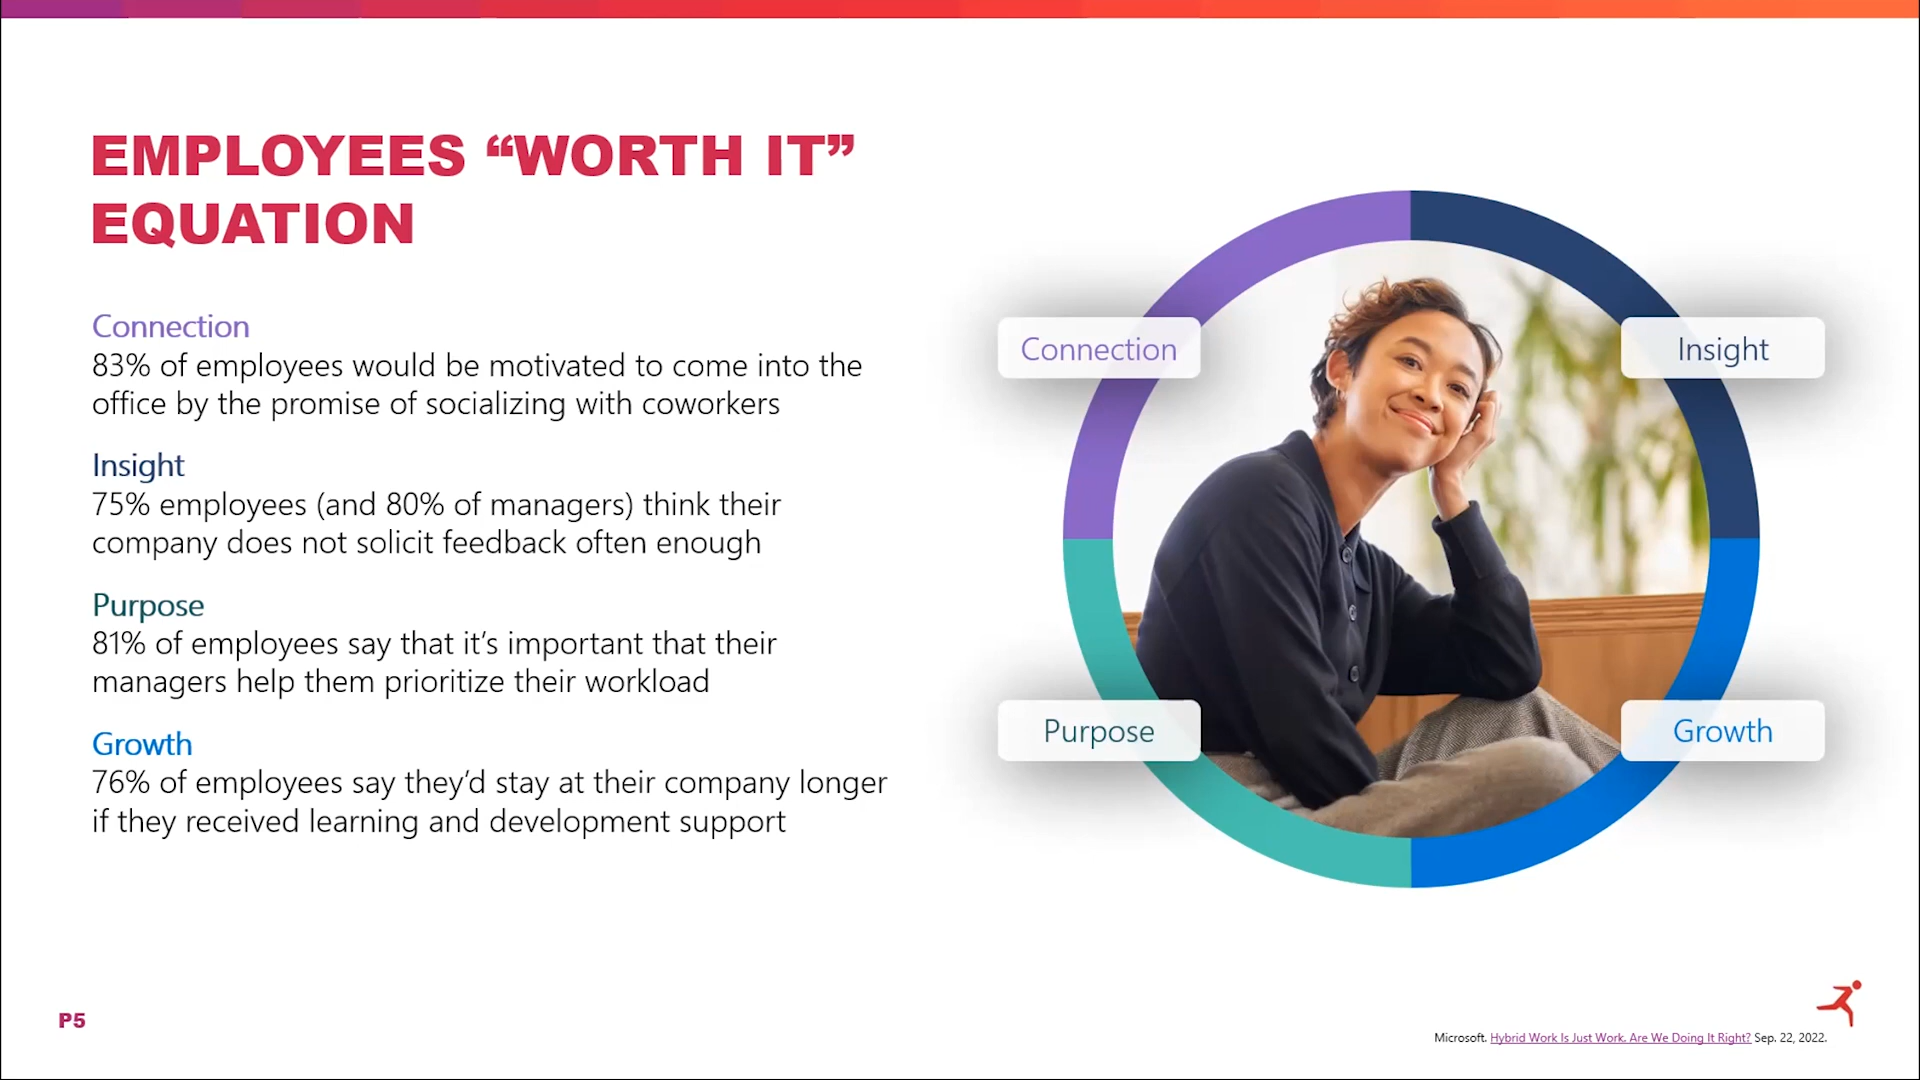 EMPLOYEES “WORTH IT”
EQUATION
Connection
83% of employees would be motivated to come into the
office by the promise of socializing with coworkers
Insight
75% employees (and 80% of managers) think their
company does not solicit feedback often enough
Purpose
81% of employees say that it’s important that their
managers help them prioritize their workload
Growth
76% of employees say they’d stay at their company longer
if they received learning and development support
Connection
Insight
Purpose
Growth
P5
Microsoft. Hybrid Work Is Just Work. Are We Doing It Right? Sep. 22, 2022.